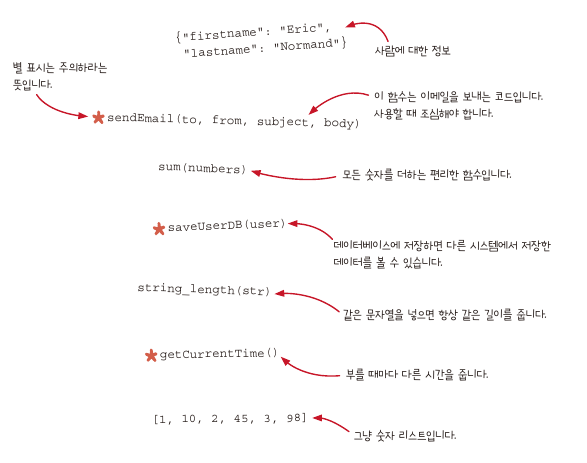 {"firstname": "Eric",
"lastname": "Normand"}
사람에 대한 정보
별 표시는 주의하라는
뜻입니다.
이 함수는 이메일을 보내는 코드입니다.
사용할 때 조심해야 합니다.
sendEmail(to, from, subject, body)
sum(numbers)
모든 숫자를 더하는 편리한 함수입니다.
saveUserDB(user)
데이터베이스에 저장하면 다른 시스템에서 저장한
데이터를 볼 수 있습니다.
string_length(str)
같은 문자열을 넣으면 항상 같은 길이를 줍니다.
getCurrentTime()
부를 때마다 다른 시간을 줍니다.
[1, 10, 2, 45, 3, 98]
그냥 숫자 리스트입니다.